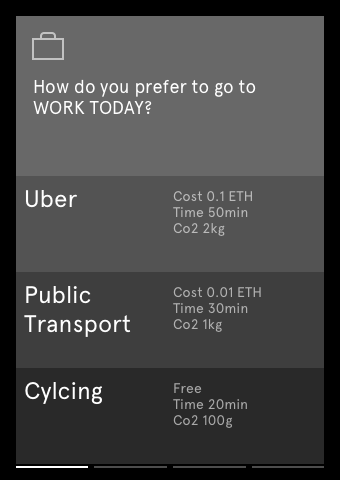 How do you prefer to go to
WORK TODAY?
Uber
Cost 0.1 ETH
Time 50min
Co2 2kg
Public
Transport
Cost 0.01 ETH
Time 30min
Co2 1kg
Cylcing
Free
Time 20min
Co2 100g